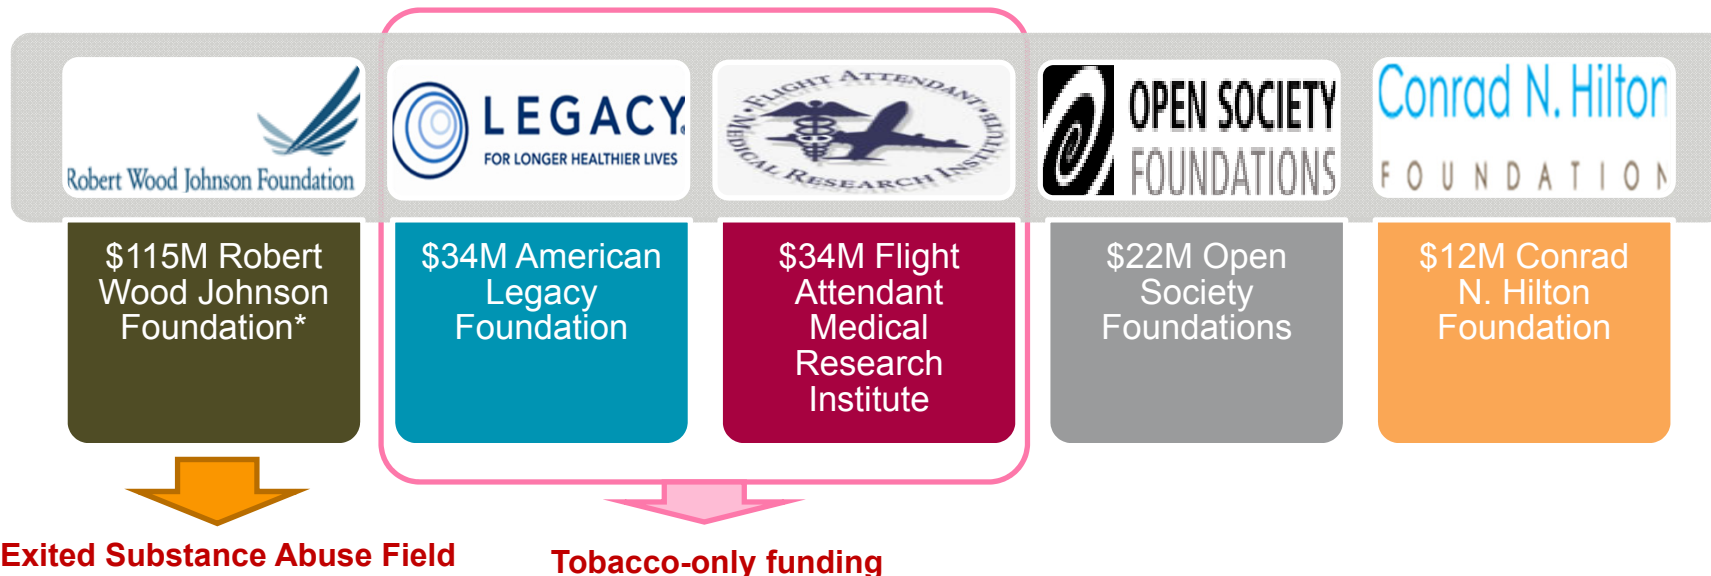 Robert Wood Johnson Foundation
LEGACY®
FOR LONGER HEALTHIER LIVES
FLIGHT ATTENDANT
MEDICAL RESEARCH INSTITUTE
OPEN SOCIETY
FOUNDATIONS
Conrad N. Hilton
FOUNDATION
$115M Robert
Wood Johnson
Foundation*
$34M American
Legacy
Foundation
$34M Flight
Attendant
Medical
Research
Institute
$22M Open
Society
Foundations
$12M Conrad
N. Hilton
Foundation
Exited Substance Abuse Field
Tobacco-only funding